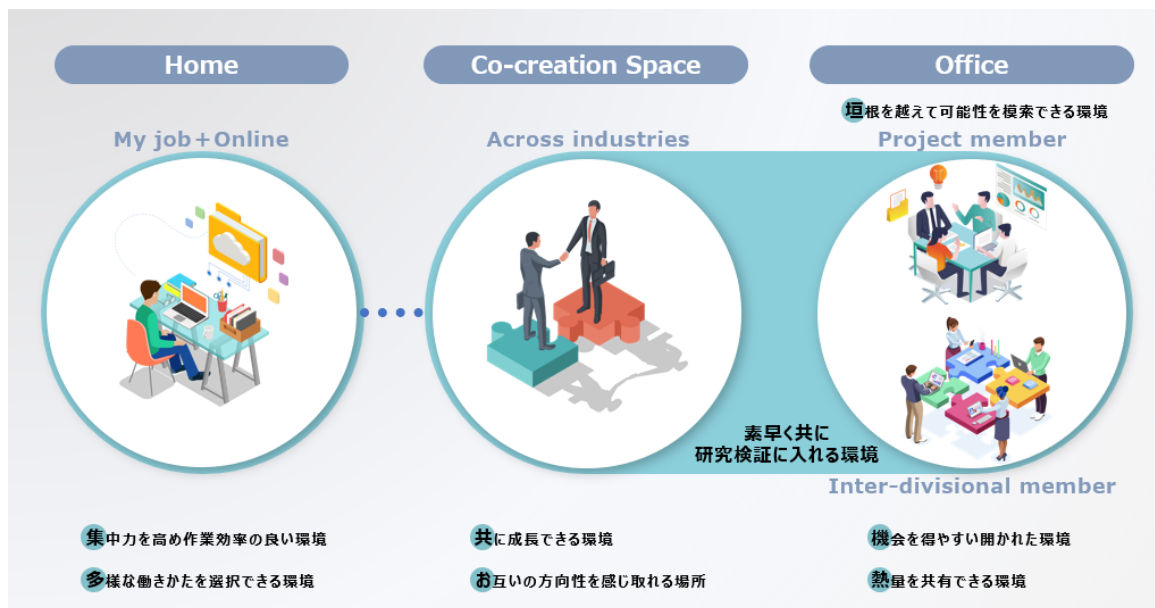 Home
My job+Online
集中力を高め作業効率の良い環境
多様な働きかたを選択できる環境
Co-creation Space
Across industries
共に成長できる環境
お互いの方向性を感じ取れる場所
素早く共に
研究検証に入れる環境
Office
垣根を越えて可能性を模索できる環境
Project member
Inter-divisional member
機会を得やすい開かれた環境
熱量を共有できる環境